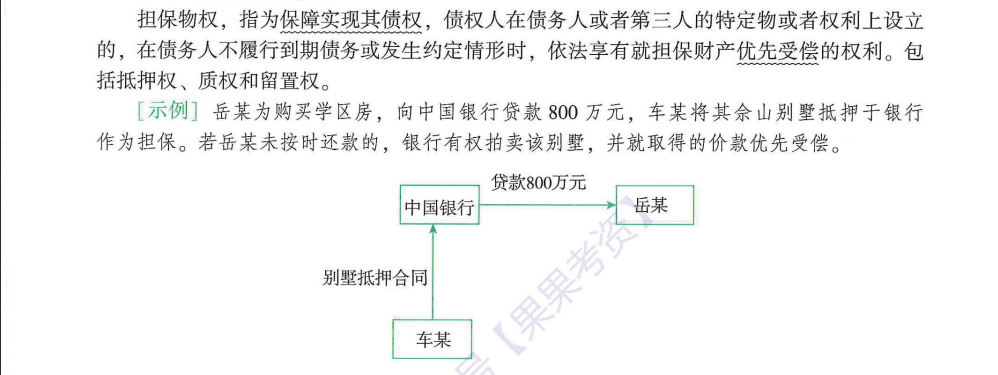 担保物权，指为保障实现其债权，债权人在债务人或者第三人的特定物或者权利上设立
的，在债务人不履行到期债务或发生约定情形时，依法享有就担保财产优先受偿的权利。包
括抵押权、质权和留置权。
［示例］ 岳某为购买学区房，向中国银行贷款 800 万元，车某将其佘山别墅抵押于银行
作为担保。若岳某未按时还款的，银行有权拍卖该别墅，并就取得的价款优先受偿。
贷款800万元
中国银行
岳某
别墅抵押合同
车某
号【果果考资】